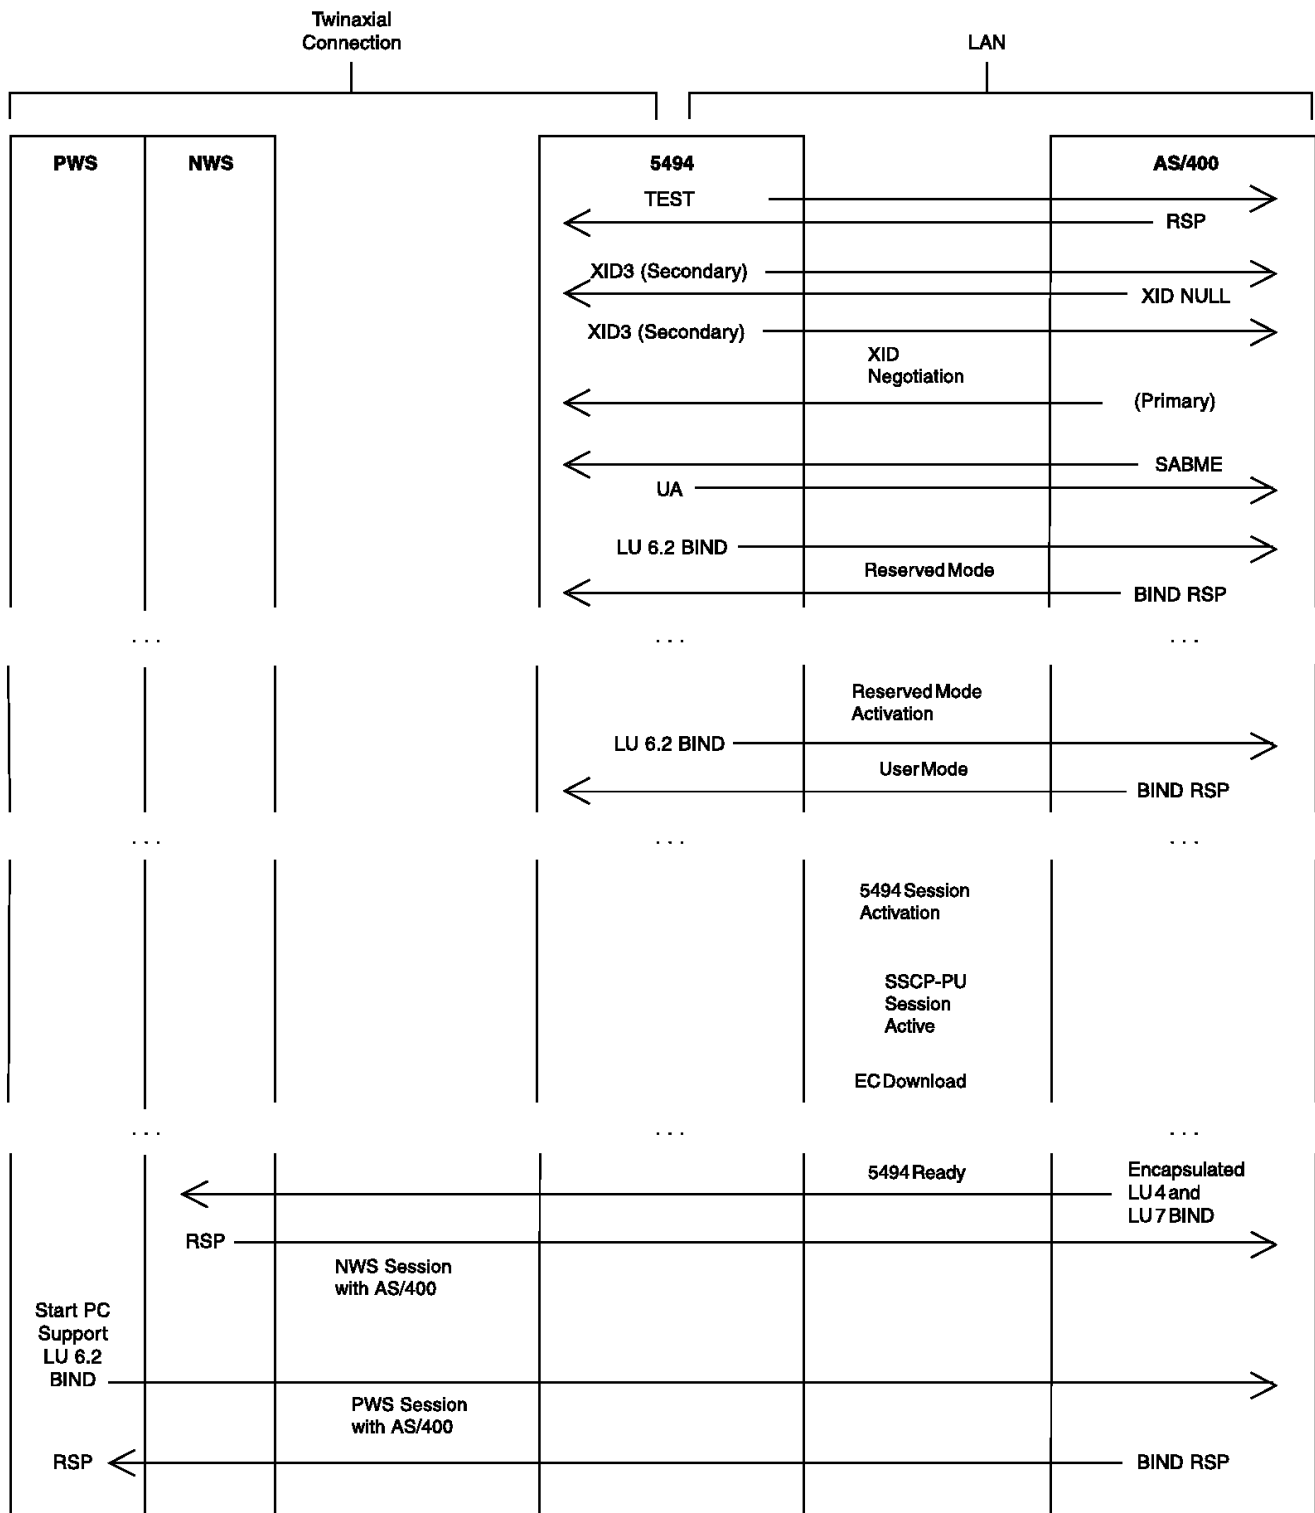 Twinaxial
Connection
LAN
PWS
NWS
5494
AS/400
TEST
RSP
XID3 (Secondary)
XID NULL
XID3 (Secondary)
XID
Negotiation
(Primary)
SABME
UA
LU 6.2 BIND
Reserved Mode
BIND RSP
. . .
. . .
. . .
Reserved Mode
Activation
LU 6.2 BIND
User Mode
BIND RSP
. . .
. . .
. . .
5494 Session
Activation
SSCP-PU
Session
Active
EC Download
. . .
. . .
. . .
5494 Ready
Encapsulated
LU 4 and
LU 7 BIND
RSP
NWS Session
with AS/400
Start PC
Support
LU 6.2
BIND
PWS Session
with AS/400
RSP
BIND RSP